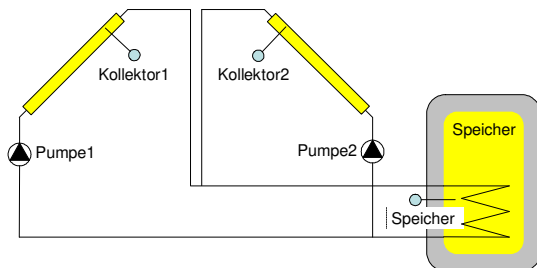 Kollektor1
Kollektor2
Pumpe1
Pumpe2
Speicher
Speicher